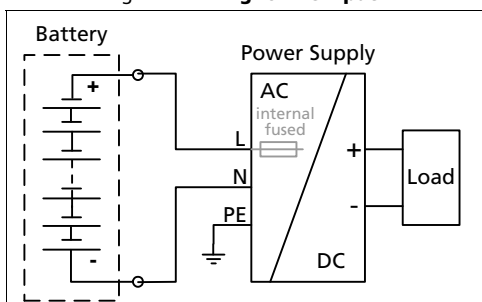 Battery
Power Supply
+
AC
internal
fused
L
+
N
Load
PE
-
-
DC